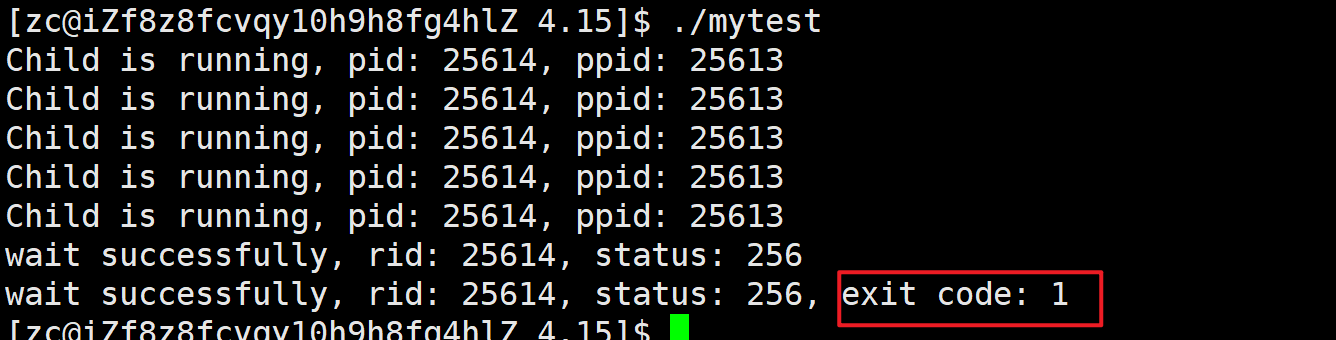 [zc@iZf8z8fcvqy10h9h8fg4hlZ 4.15]$ ./mytest
Child is running, pid: 25614, ppid: 25613
Child is running, pid: 25614, ppid: 25613
Child is running, pid: 25614, ppid: 25613
Child is running, pid: 25614, ppid: 25613
Child is running, pid: 25614, ppid: 25613
wait successfully, rid: 25614, status: 256
wait successfully, rid: 25614, status: 256, exit code: 1
[zc@iZf8z8fcvqy10h9h8fg4hlZ 4.15]$